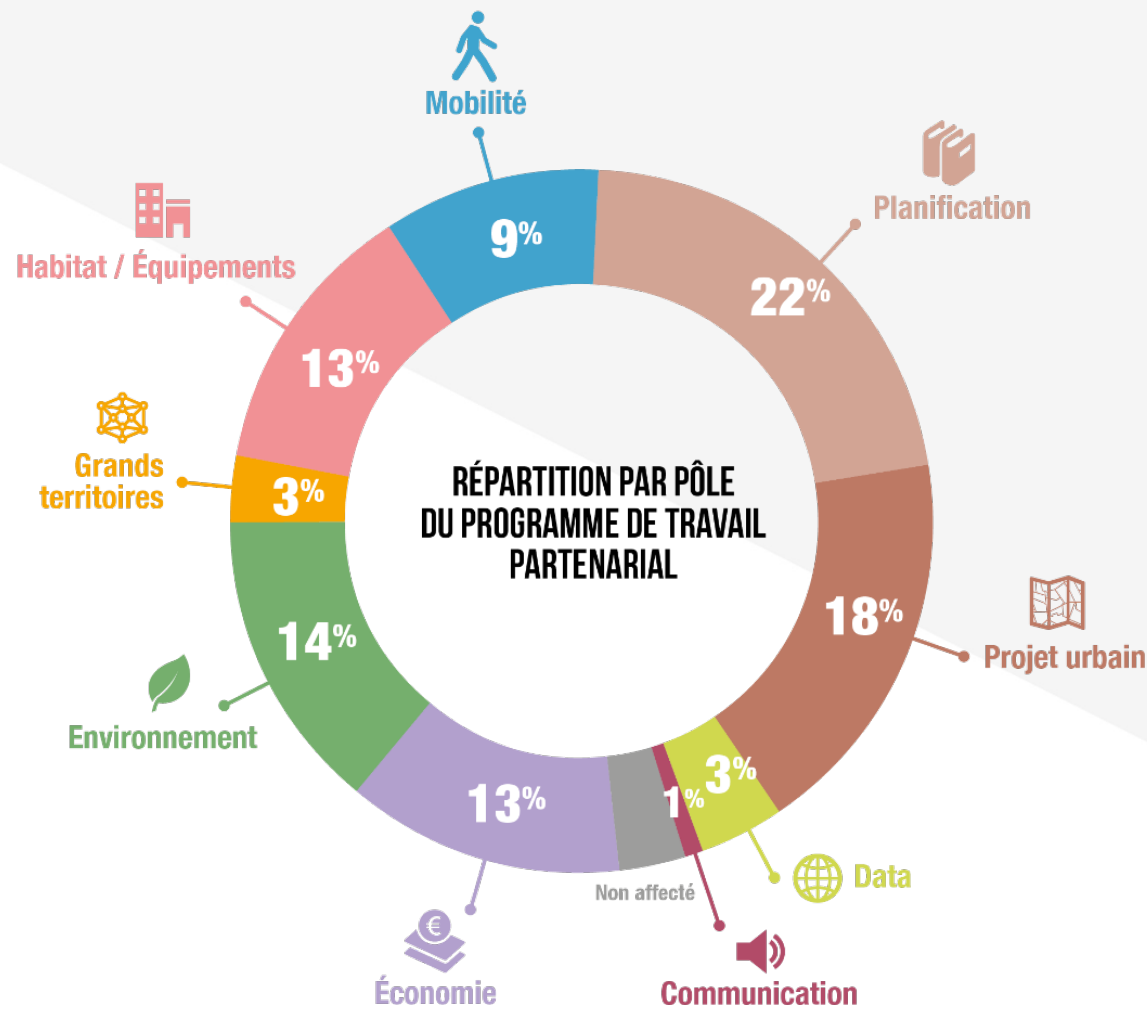 Mobilité
9%
Planification
22%
Habitat / Équipements
13%
Grands
territoires
3%
RÉPARTITION PAR PÔLE
DU PROGRAMME DE TRAVAIL
PARTENARIAL
18%
Projet urbain
14%
Environnement
13%
Économie
€
Non affecté
1%
Communication
3%
Data